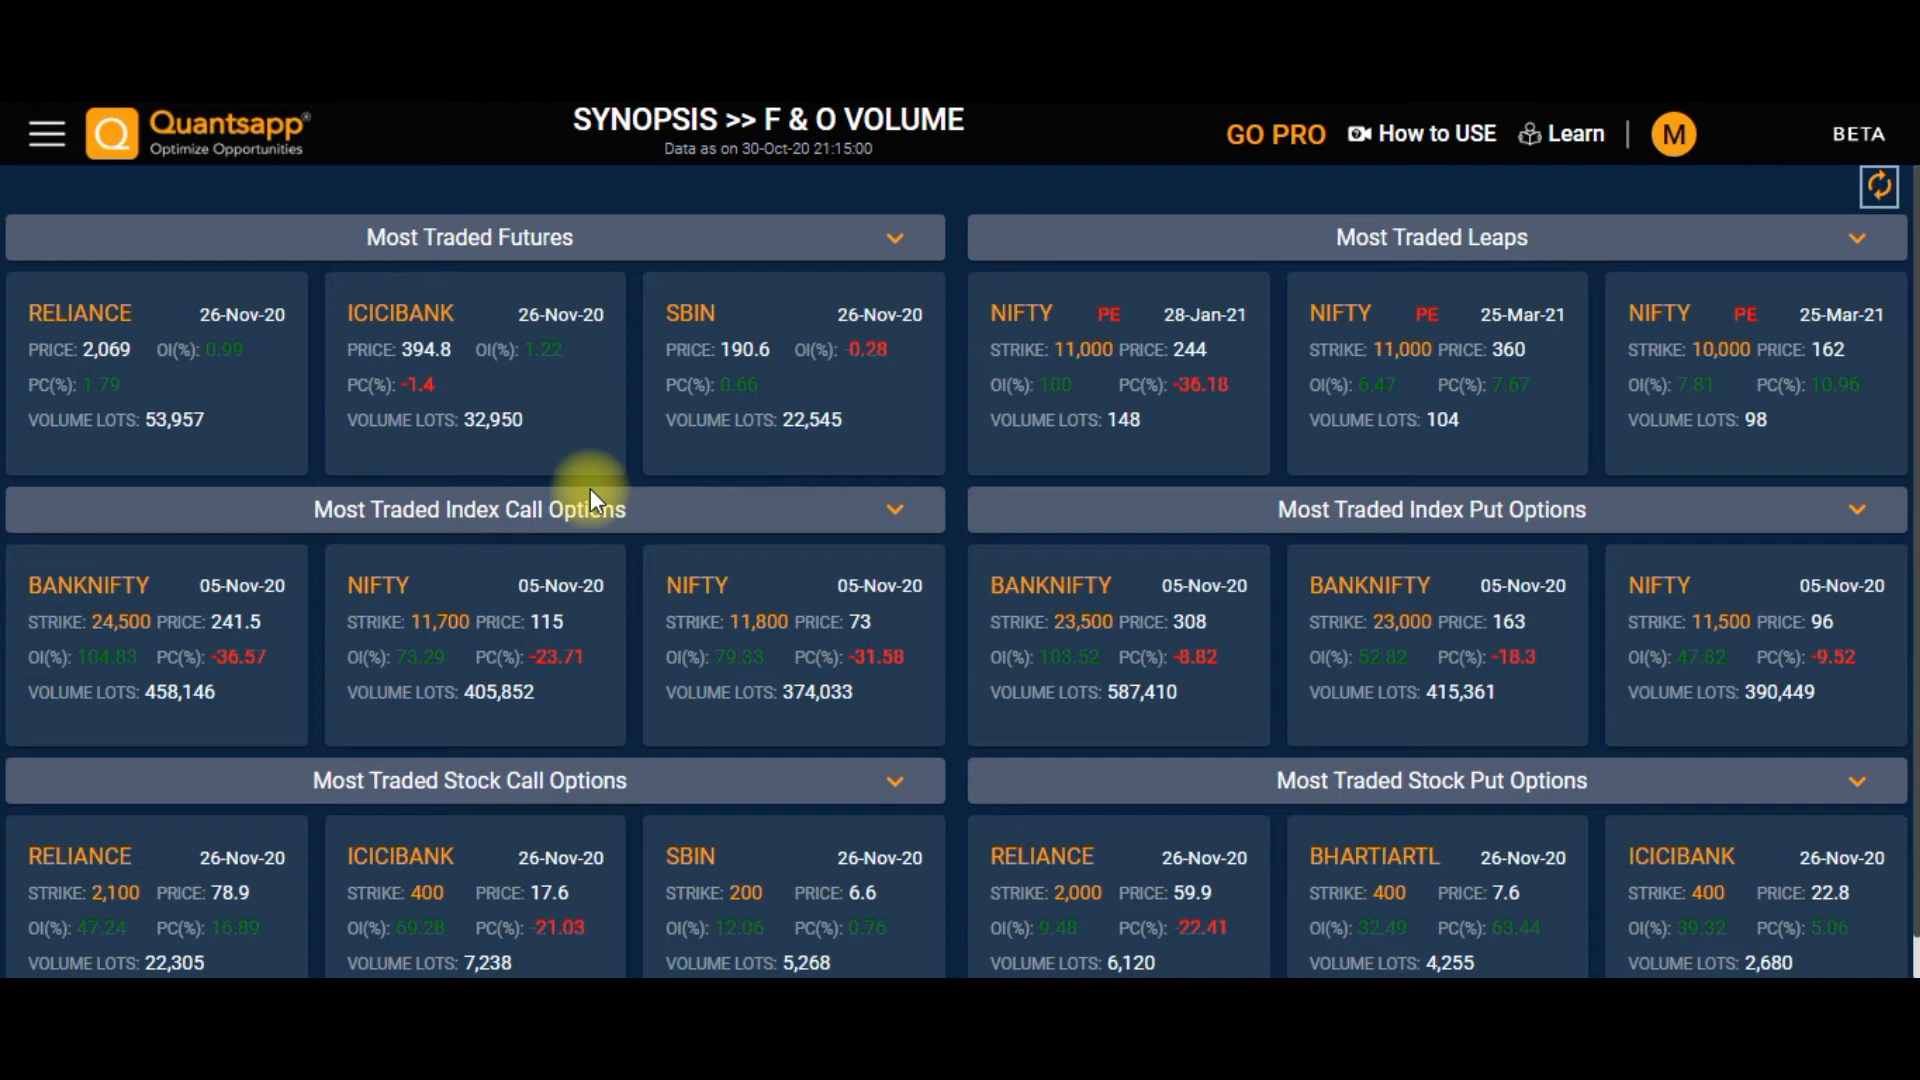 Quantsapp®
Optimize Opportunities
SYNOPSIS >> F & O VOLUME
Data as on 30-Oct-20 21:15:00
GO PRO How to USE Learn | M BETA
Most Traded Futures
RELIANCE 26-Nov-20
PRICE: 2,069 OI(%): 0.99
PC(%): 1.79
VOLUME LOTS: 53,957
ICICIBANK 26-Nov-20
PRICE: 394.8 OI(%): 1.22
PC(%): -1.4
VOLUME LOTS: 32,950
SBIN 26-Nov-20
PRICE: 190.6 OI(%): -0.28
PC(%): 0.66
VOLUME LOTS: 22,545
Most Traded Leaps
NIFTY PE 28-Jan-21
STRIKE: 11,000 PRICE: 244
OI(%): 100 PC(%): -36.18
VOLUME LOTS: 148
NIFTY PE 25-Mar-21
STRIKE: 11,000 PRICE: 360
OI(%): 6.47 PC(%): 7.67
VOLUME LOTS: 104
NIFTY PE 25-Mar-21
STRIKE: 10,000 PRICE: 162
OI(%): 7.81 PC(%): 10.96
VOLUME LOTS: 98
Most Traded Index Call Options
BANKNIFTY 05-Nov-20
STRIKE: 24,500 PRICE: 241.5
OI(%): 104.83 PC(%): -36.57
VOLUME LOTS: 458,146
NIFTY 05-Nov-20
STRIKE: 11,700 PRICE: 115
OI(%): 73.29 PC(%): -23.71
VOLUME LOTS: 405,852
NIFTY 05-Nov-20
STRIKE: 11,800 PRICE: 73
OI(%): 79.33 PC(%): -31.58
VOLUME LOTS: 374,033
Most Traded Index Put Options
BANKNIFTY 05-Nov-20
STRIKE: 23,500 PRICE: 308
OI(%): 103.52 PC(%): -8.82
VOLUME LOTS: 587,410
BANKNIFTY 05-Nov-20
STRIKE: 23,000 PRICE: 163
OI(%): 52.82 PC(%): -18.3
VOLUME LOTS: 415,361
NIFTY 05-Nov-20
STRIKE: 11,500 PRICE: 96
OI(%): 47.82 PC(%): -9.52
VOLUME LOTS: 390,449
Most Traded Stock Call Options
RELIANCE 26-Nov-20
STRIKE: 2,100 PRICE: 78.9
OI(%): 47.24 PC(%): 16.89
VOLUME LOTS: 22,305
ICICIBANK 26-Nov-20
STRIKE: 400 PRICE: 17.6
OI(%): 69.28 PC(%): -21.03
VOLUME LOTS: 7,238
SBIN 26-Nov-20
STRIKE: 200 PRICE: 6.6
OI(%): 12.06 PC(%): 0.76
VOLUME LOTS: 5,268
Most Traded Stock Put Options
RELIANCE 26-Nov-20
STRIKE: 2,000 PRICE: 59.9
OI(%): 9.48 PC(%): -22.41
VOLUME LOTS: 6,120
BHARTIARTL 26-Nov-20
STRIKE: 400 PRICE: 7.6
OI(%): 32.49 PC(%): 63.44
VOLUME LOTS: 4,255
ICICIBANK 26-Nov-20
STRIKE: 400 PRICE: 22.8
OI(%): 39.32 PC(%): 5.06
VOLUME LOTS: 2,680